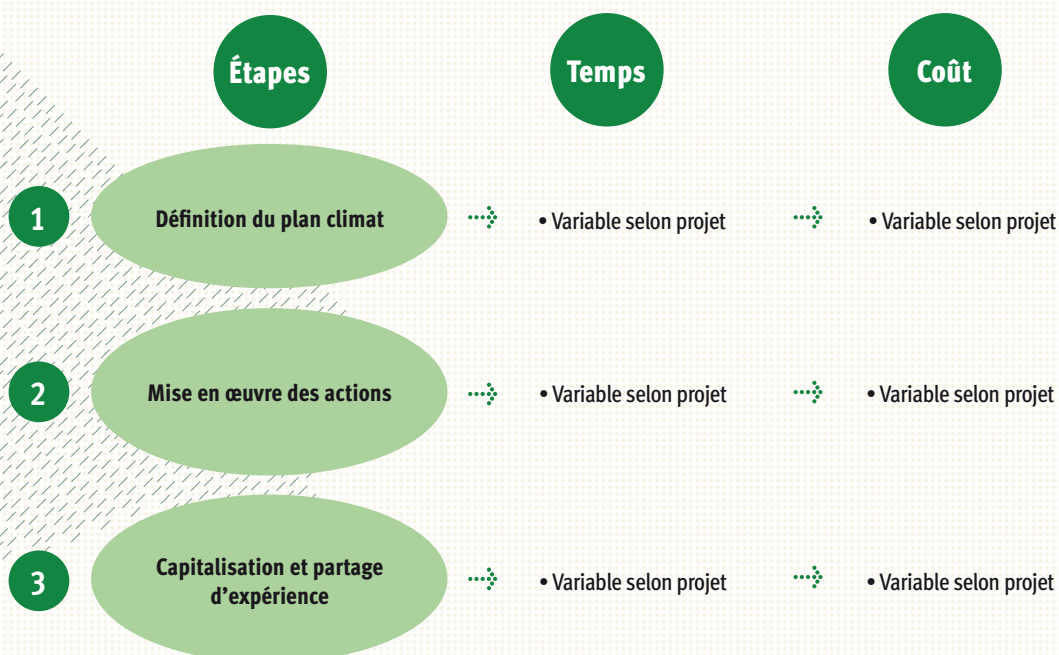 Étapes
Temps
Coût
1
Définition du plan climat
• Variable selon projet
• Variable selon projet
2
Mise en œuvre des actions
• Variable selon projet
• Variable selon projet
3
Capitalisation et partage
d’expérience
• Variable selon projet
• Variable selon projet